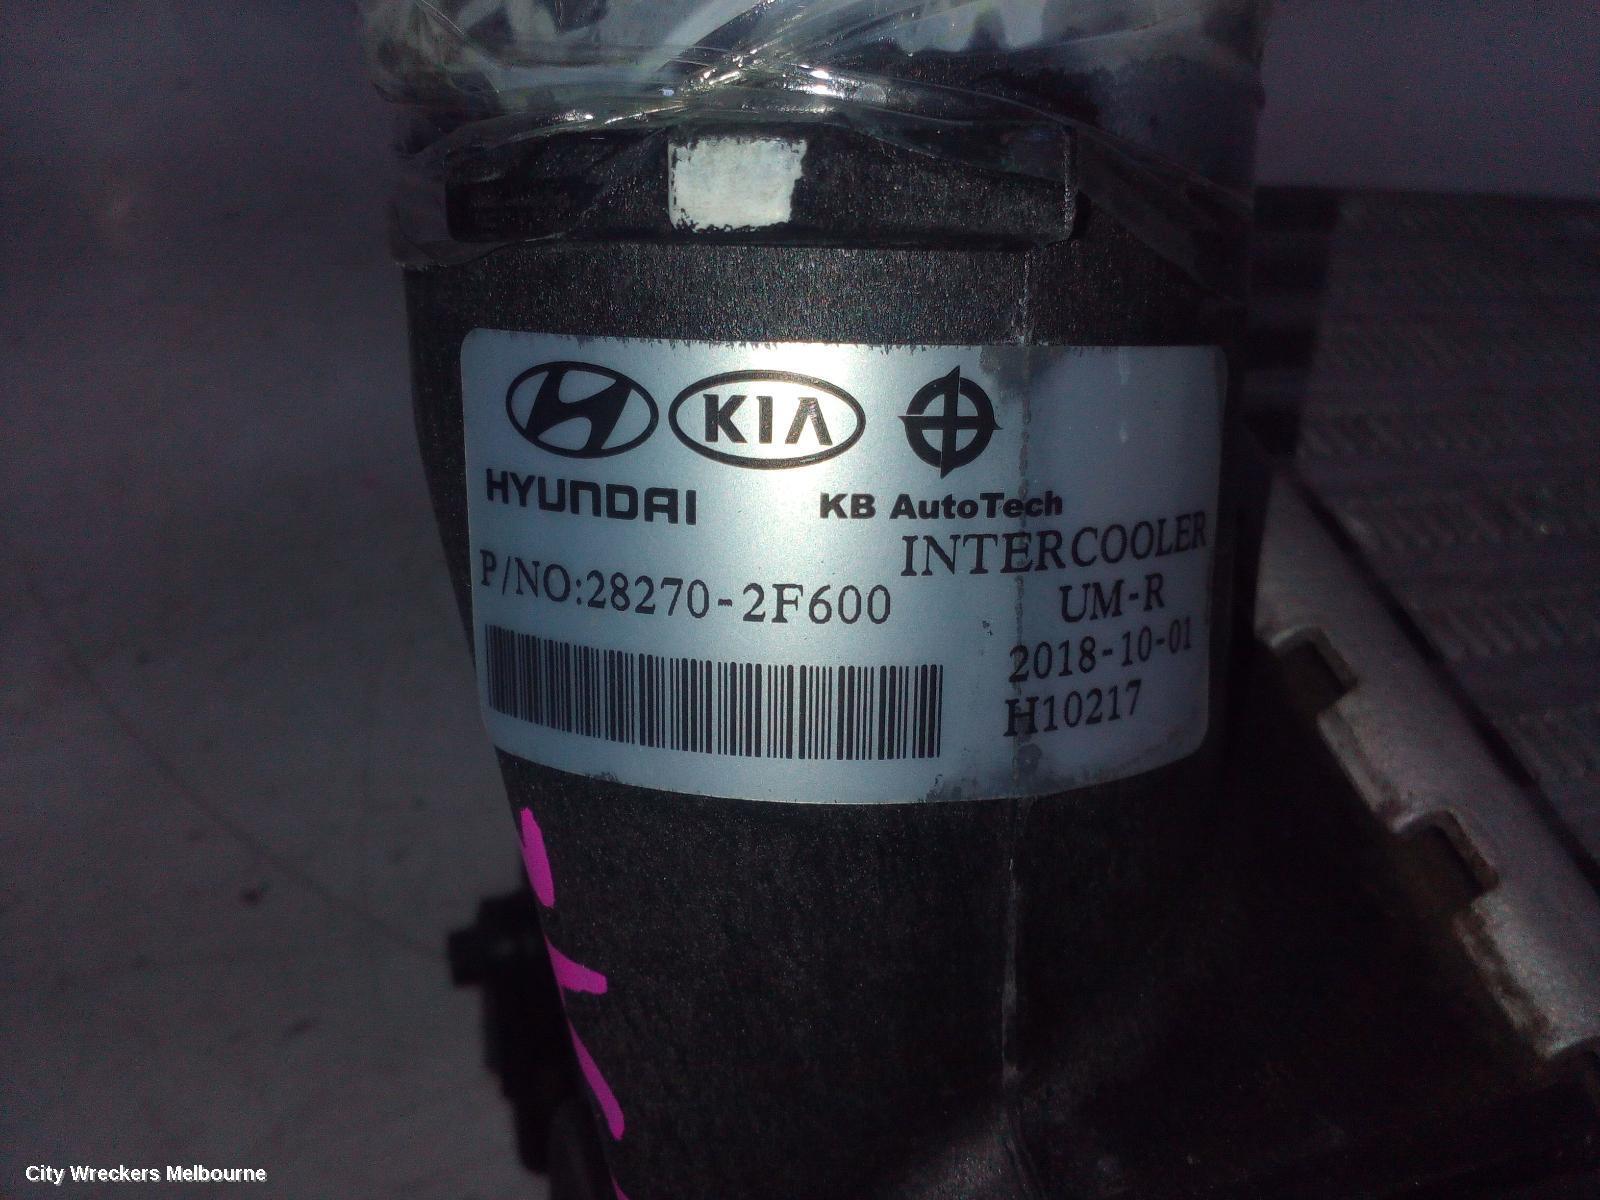 HYUNDAI
KIA
KB AutoTech
INTERCOOLER
P/NO:28270-2F600
UM-R
2018-10-01
H10217
City Wreckers Melbourne